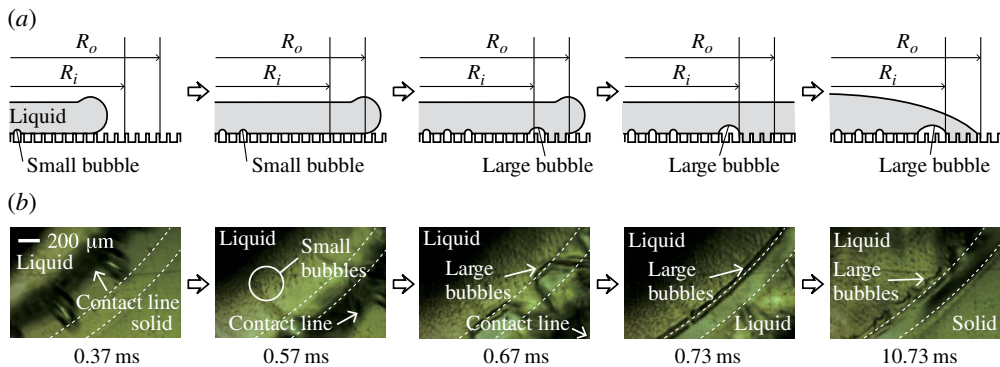 (a)
R_o R_o R_o R_o R_o
R_i R_i R_i R_i R_i
Liquid
Small bubble Small bubble Large bubble Large bubble Large bubble
(b)
200 μm Liquid Small Liquid Liquid Liquid
Liquid bubbles Large Large Large
Contact line bubbles bubbles bubbles
solid Contact line Contact line Liquid Solid
0.37 ms 0.57 ms 0.67 ms 0.73 ms 10.73 ms